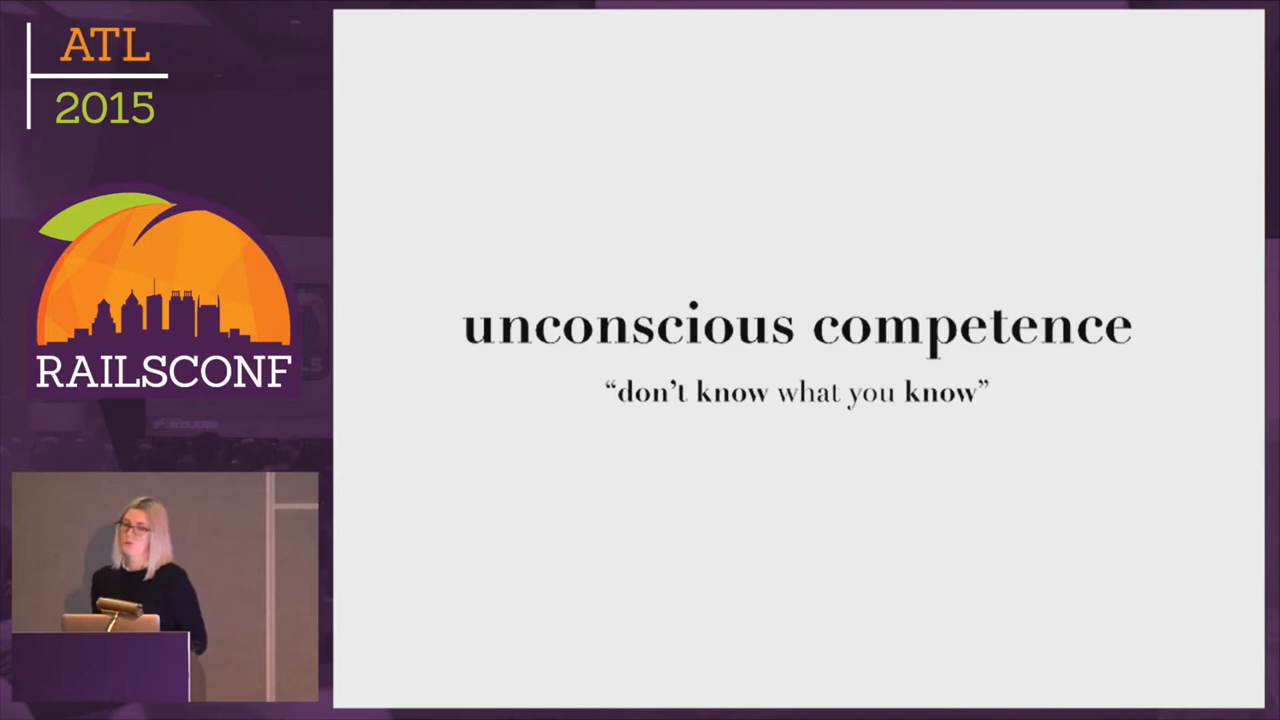 ATL
2015
RAILSCONF
unconscious competence
“don’t know what you know”